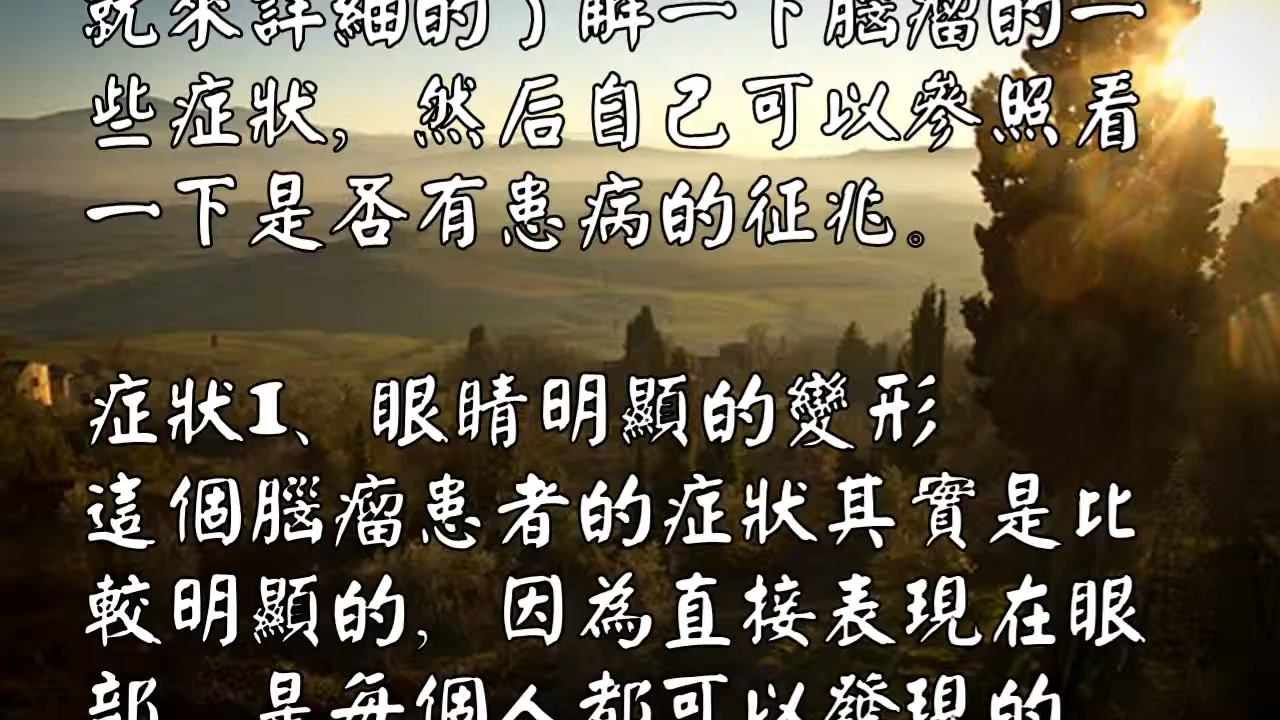 就來詳細的了解一下腦瘤的一
些症狀，然后自己可以參照看
一下是否有患病的征兆。
症狀1、眼睛明顯的變形
這個腦瘤患者的症狀其實是比
較明顯的，因為直接表現在眼
部，是每個人都可以發現的